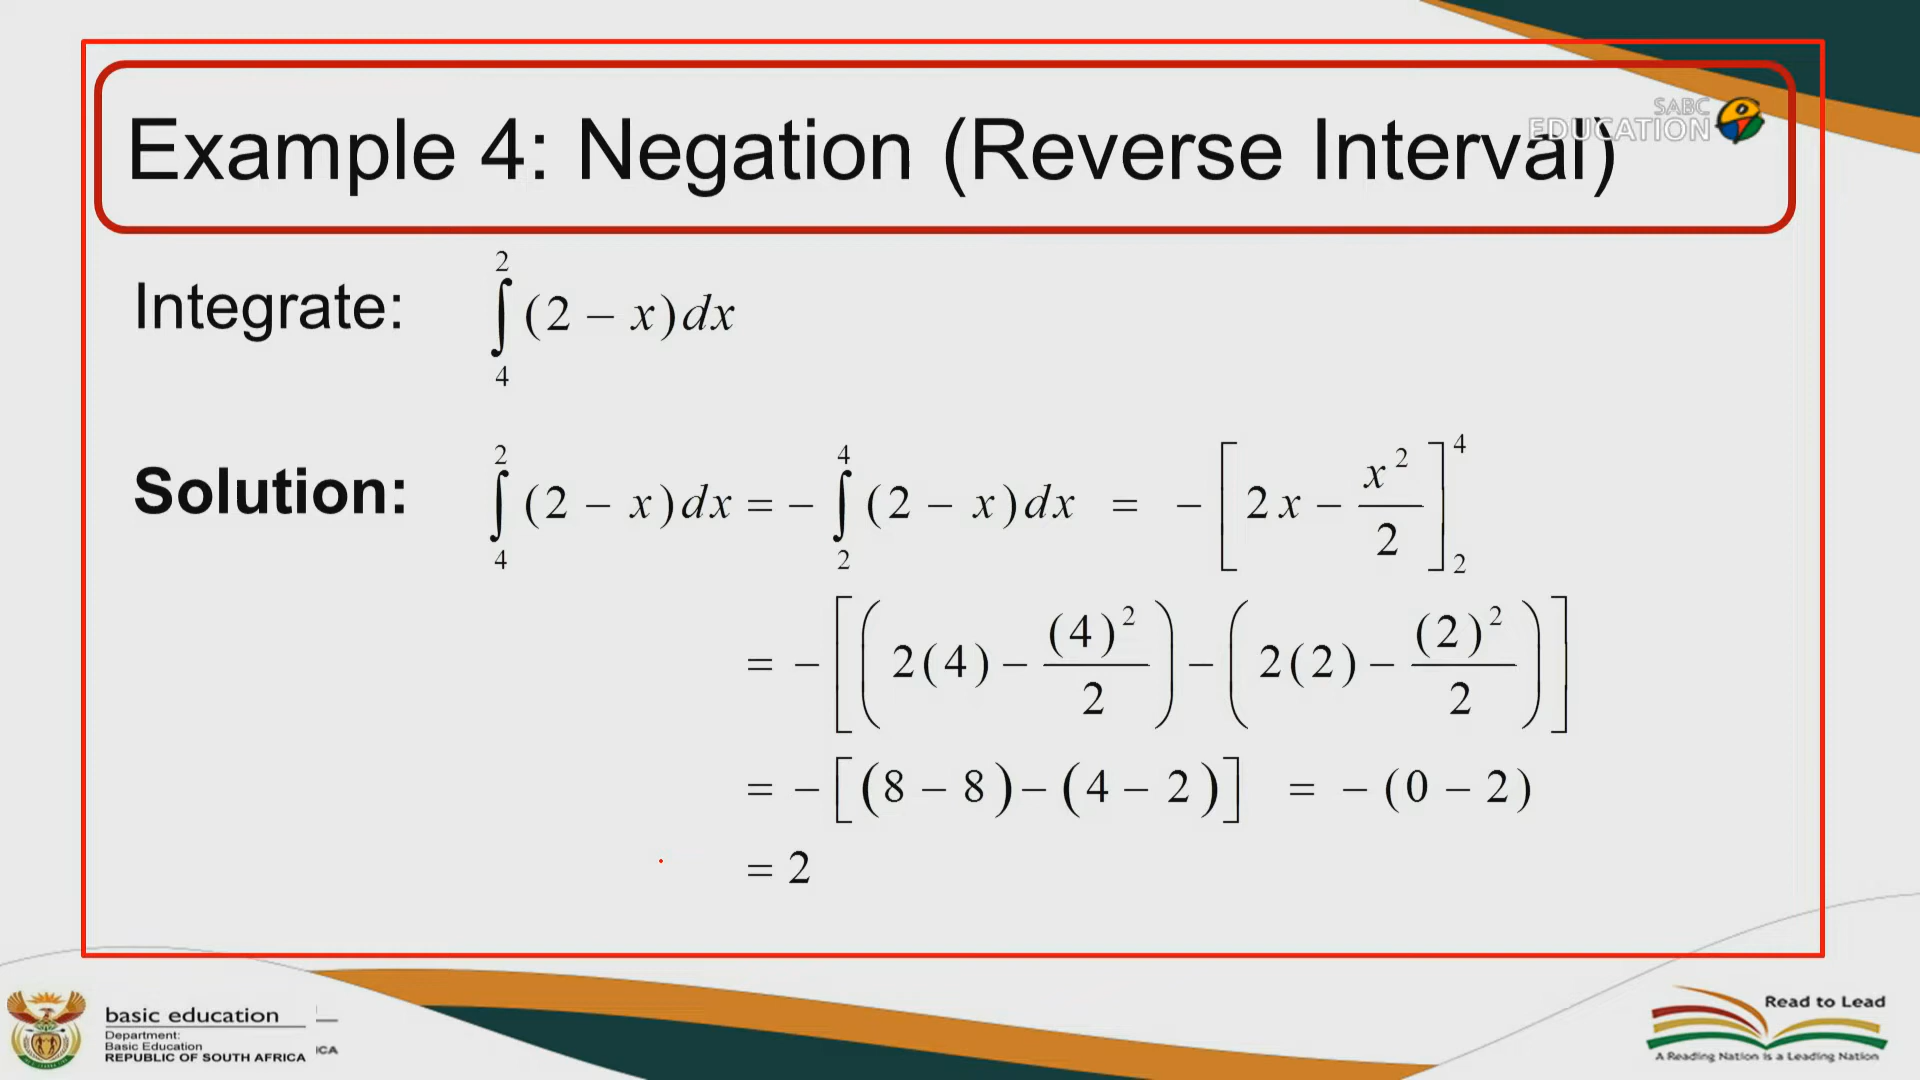 SABC
EDUCATION
Example 4: Negation (Reverse Interval)
Integrate: ∫₄² (2 − x)dx
Solution: ∫₄² (2 − x)dx = − ∫₂⁴ (2 − x)dx = − [2x − x²/2]₂⁴
= − [(2(4) − (4)²/2) − (2(2) − (2)²/2)]
= − [(8 − 8) − (4 − 2)] = − (0 − 2)
= 2
basic education
Department:
Basic Education
REPUBLIC OF SOUTH AFRICA
ICA
Read to Lead
A Reading Nation is a Leading Nation